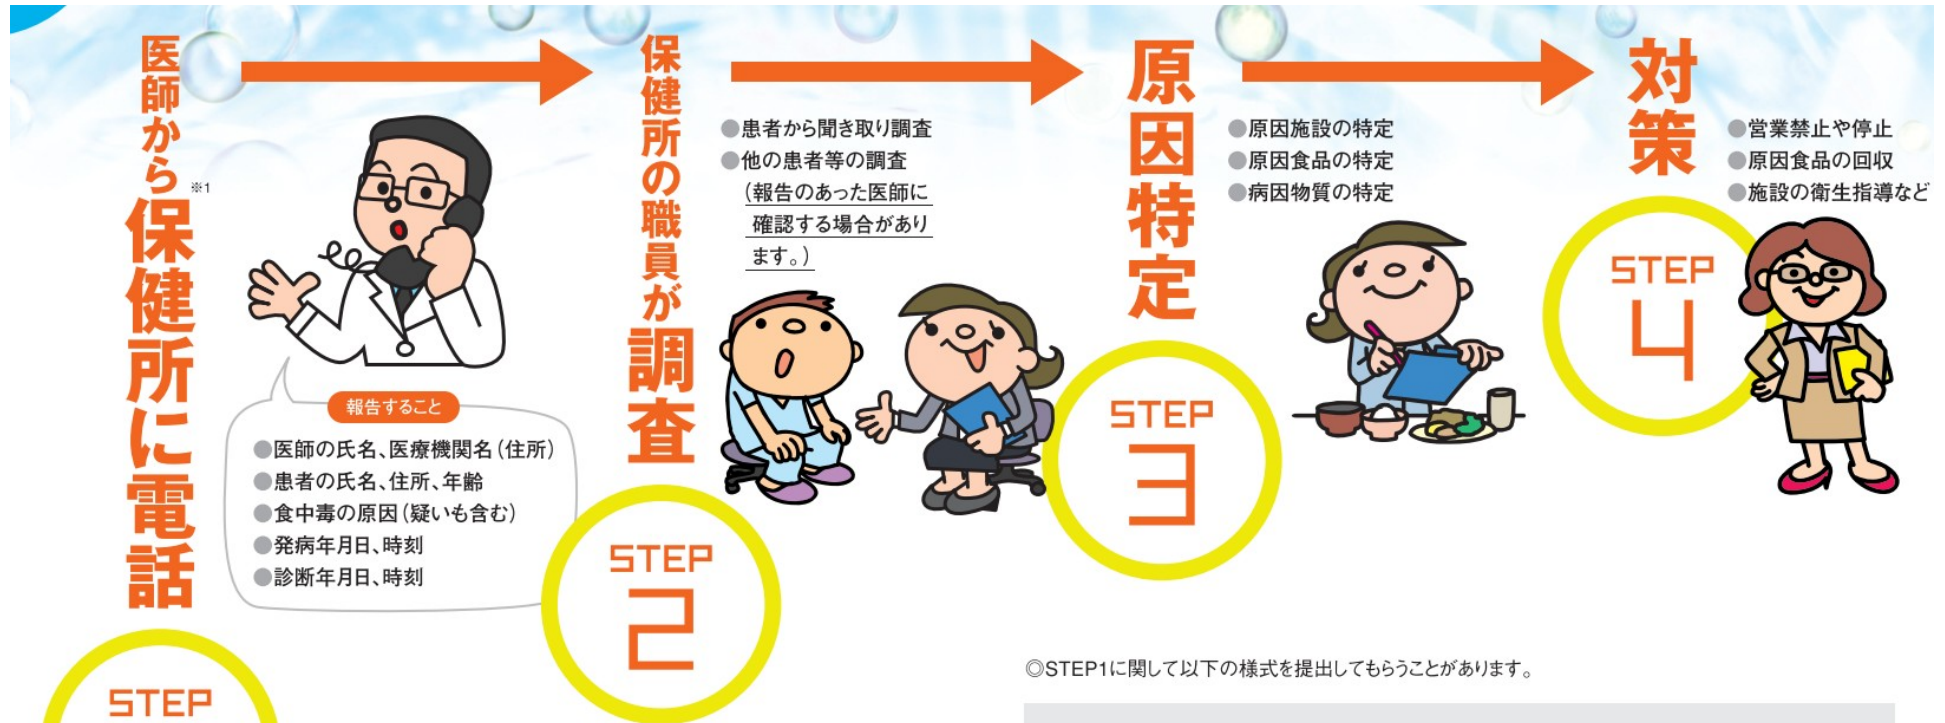 医師から保健所に電話
※1
報告すること
●医師の氏名、医療機関名(住所)
●患者の氏名、住所、年齢
●食中毒の原因(疑いも含む)
●発病年月日、時刻
●診断年月日、時刻
STEP
保健所の職員が調査
●患者から聞き取り調査
●他の患者等の調査
(報告のあった医師に
確認する場合があり
ます。)
STEP
2
原因特定
●原因施設の特定
●原因食品の特定
●病因物質の特定
STEP
3
対策
●営業禁止や停止
●原因食品の回収
●施設の衛生指導など
STEP
4
◎STEP1に関して以下の様式を提出してもらうことがあります。